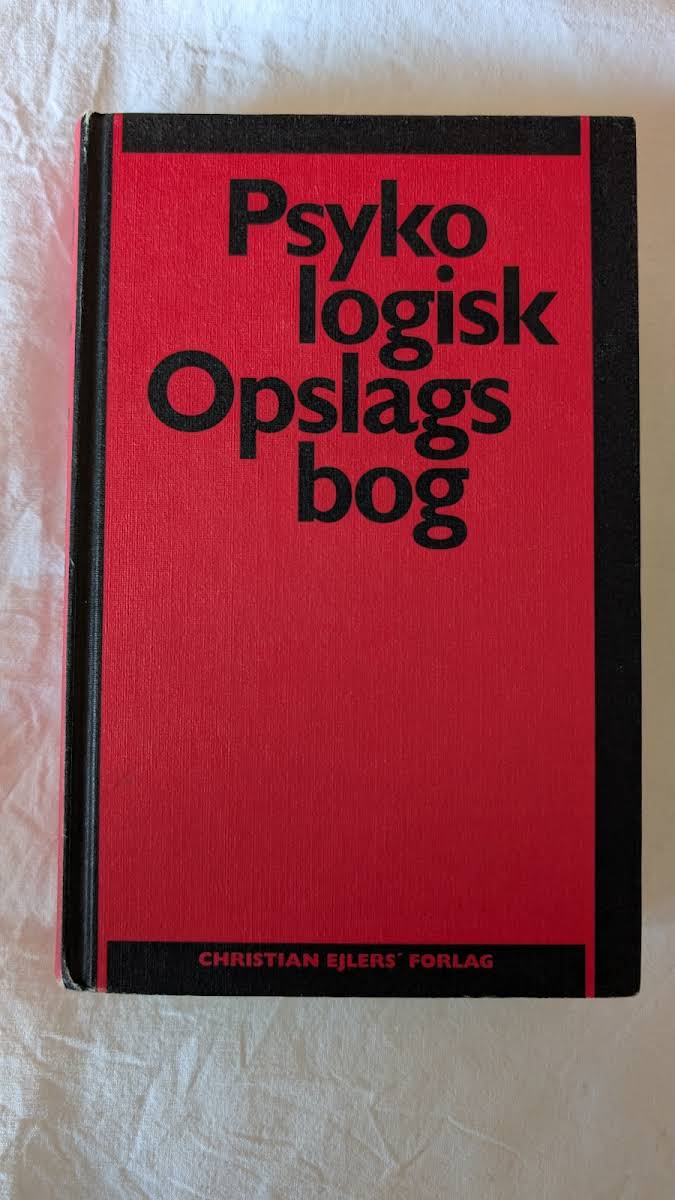 Psyko
logisk
Opslags
bog
CHRISTIAN EJLERS' FORLAG